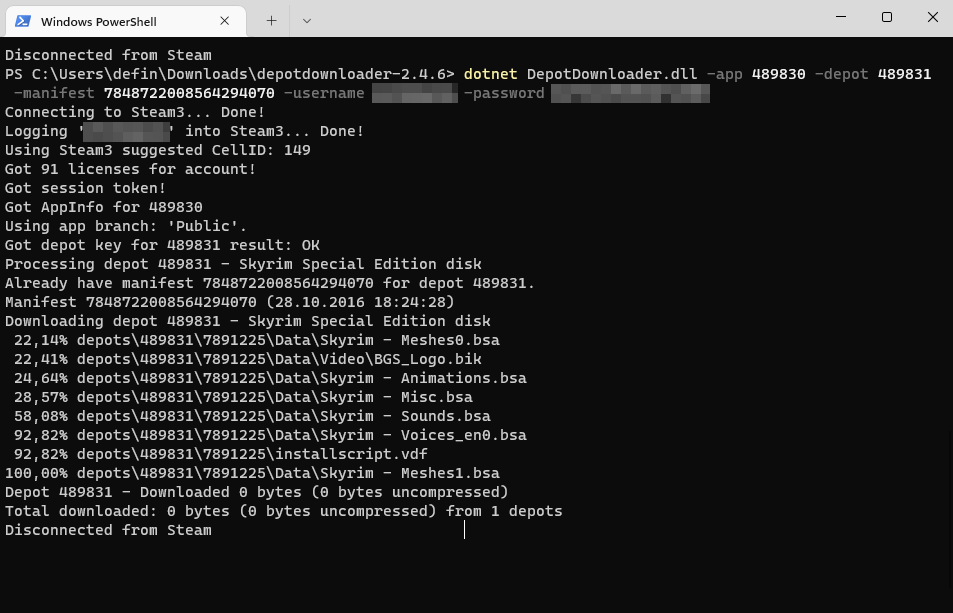 Windows PowerShell
Disconnected from Steam
PS C:\Users\defin\Downloads\depotdownloader-2.4.6> dotnet DepotDownloader.dll -app 489830 -depot 489831
-manifest 7848722008564294070 -username -password
Connecting to Steam3... Done!
Logging '' into Steam3... Done!
Using Steam3 suggested CellID: 149
Got 91 licenses for account!
Got session token!
Got AppInfo for 489830
Using app branch: 'Public'.
Got depot key for 489831 result: OK
Processing depot 489831 - Skyrim Special Edition disk
Already have manifest 7848722008564294070 for depot 489831.
Manifest 7848722008564294070 (28.10.2016 18:24:28)
Downloading depot 489831 - Skyrim Special Edition disk
22,14% depots\489831\7891225\Data\Skyrim - Meshes0.bsa
22,41% depots\489831\7891225\Data\Video\BGS_Logo.bik
24,64% depots\489831\7891225\Data\Skyrim - Animations.bsa
28,57% depots\489831\7891225\Data\Skyrim - Misc.bsa
58,08% depots\489831\7891225\Data\Skyrim - Sounds.bsa
92,82% depots\489831\7891225\Data\Skyrim - Voices_en0.bsa
92,82% depots\489831\7891225\installscript.vdf
100,00% depots\489831\7891225\Data\Skyrim - Meshes1.bsa
Depot 489831 - Downloaded 0 bytes (0 bytes uncompressed)
Total downloaded: 0 bytes (0 bytes uncompressed) from 1 depots
Disconnected from Steam